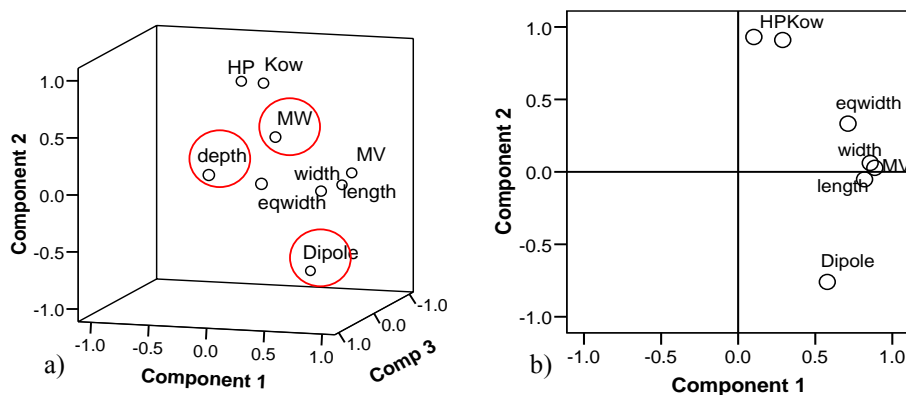 a)
Component 2
1.0
0.5
0.0
-0.5
-1.0
HP Kow
MW
depth
MV
width
eqwidth
length
Dipole
-1.0
-0.5
0.0
0.5
1.0
Component 1
1.0
0.0
-1.0
Comp 3
b)
Component 2
1.0
0.5
0.0
-0.5
-1.0
HPKow
eqwidth
width
MV
length
Dipole
-1.0
0.0
0.5
1.0
Component 1